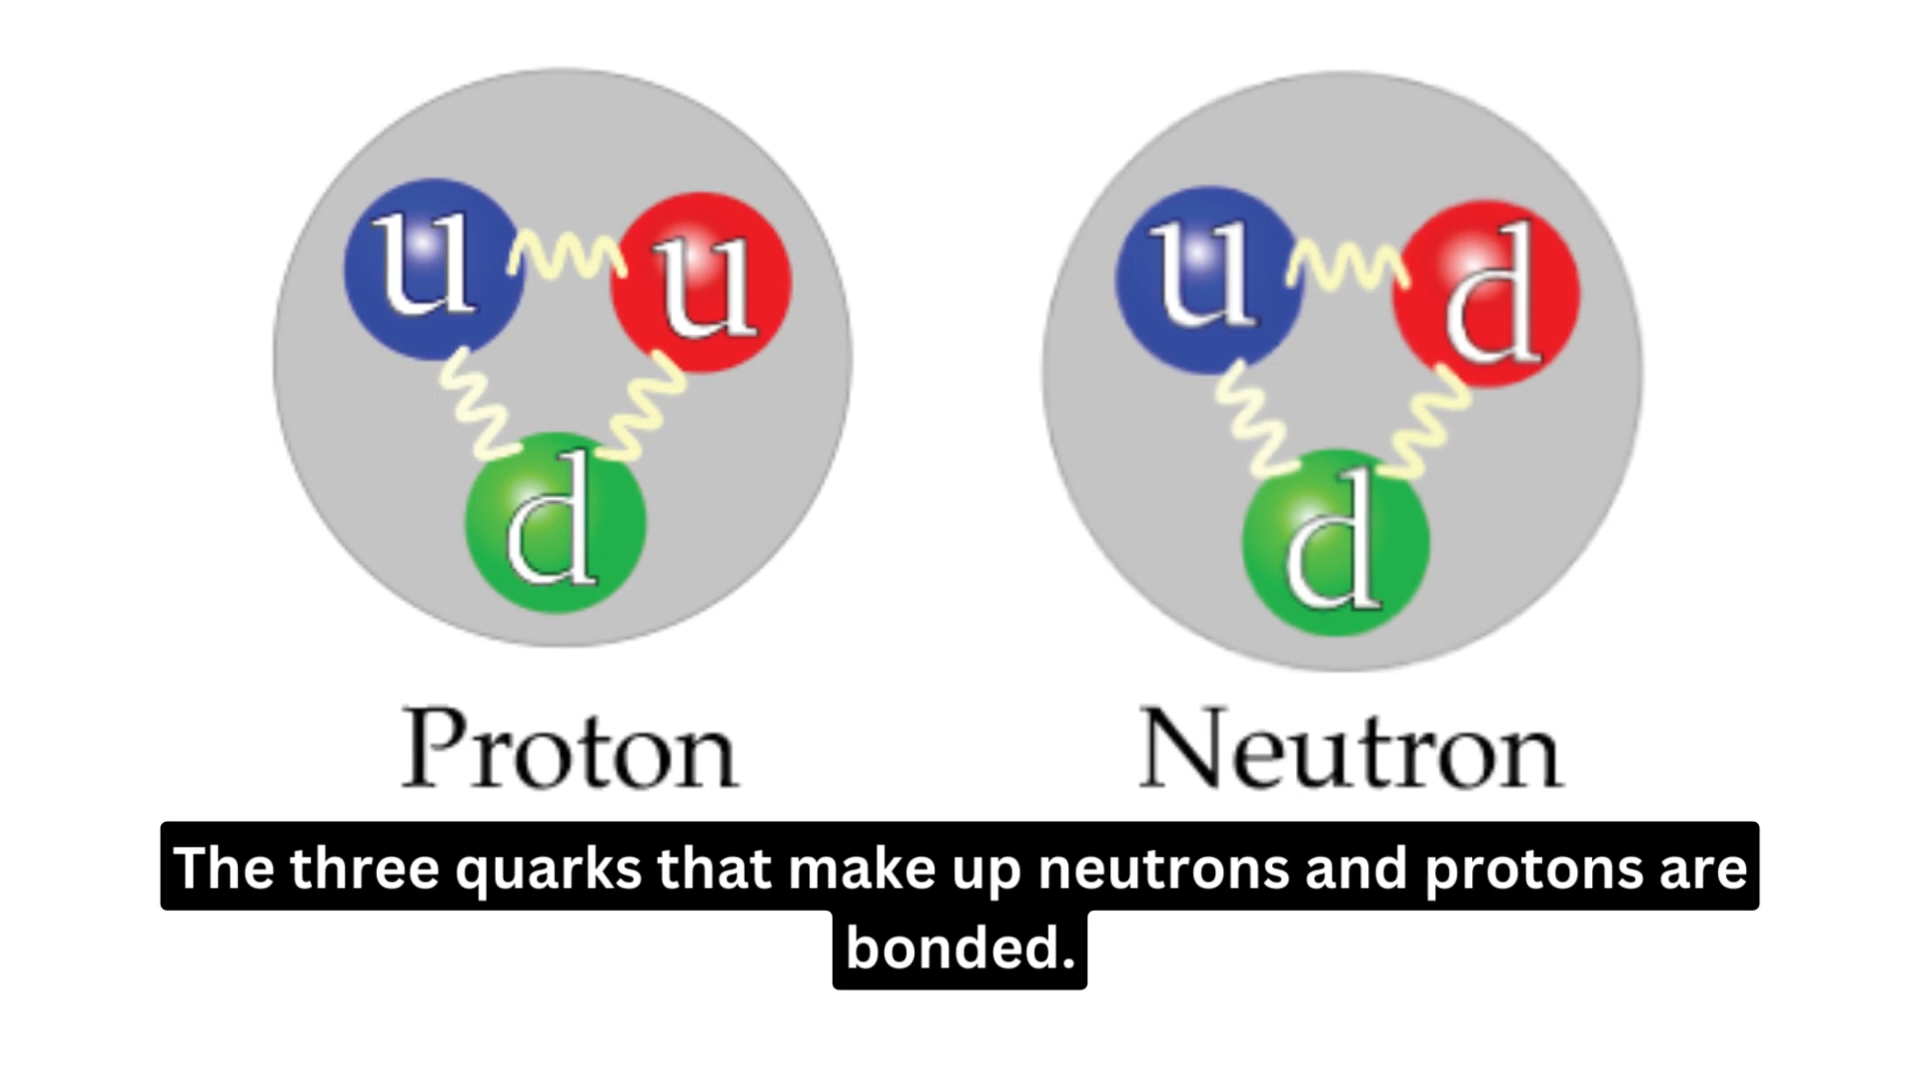 u u
d
u d
d
Proton
Neutron
The three quarks that make up neutrons and protons are
bonded.